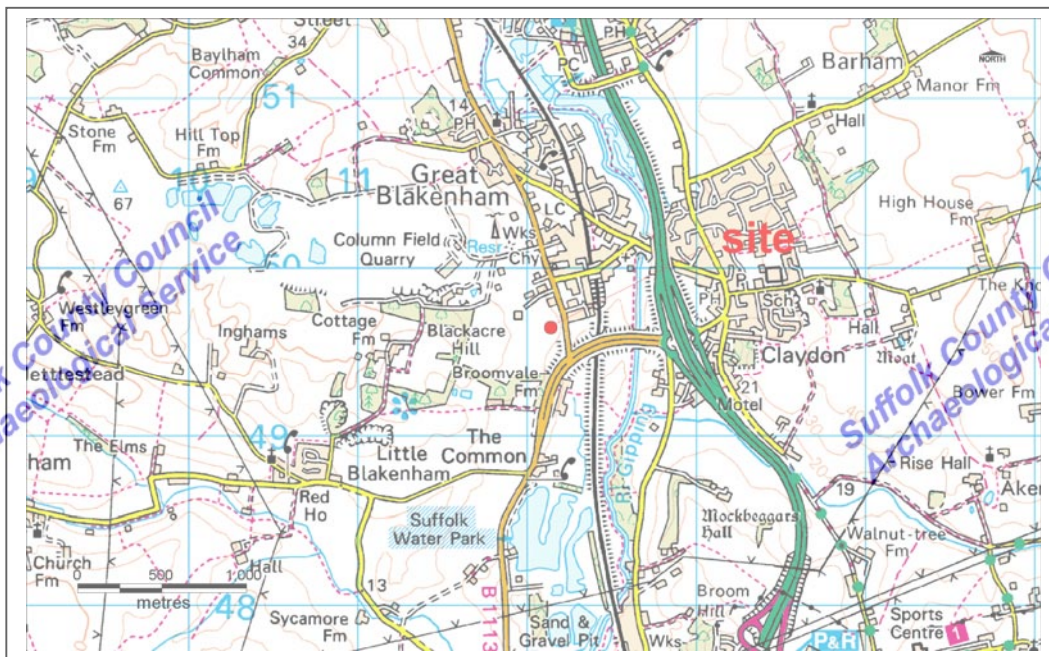 Street
34
Baylham
Common
51
PH
PC
NORTH
Barham
Manor Fm
Stone
Fm
Hill Top
Fm
14
PH
Hall
10
11
67
Great
Blakenham
High House
Fm
LC
Wks
Column Field
Quarry
Resr
Chy
site
Suffolk County Council
Archaeological Service
Westleygreen
Fm
Inghams
Cottage
Fm
Blackacre
Hill
PH
Sch
Hall
Moat
Claydon
Broomvale
Fm
21
Motel
Bower Fm
The Elms
49
The
Common
Little
Blakenham
R Gipping
Rise Hall
19
ham
Red
Ho
Suffolk
Water Park
Mockbeggars
Hall
Walnut-tree
Fm
Church
Fm
Hall
0 500 1,000
metres
48
13
Sycamore
Fm
B 1113
Sand &
Gravel Pit
Wks
Broom
Hill
P&R
Sports
Centre
1